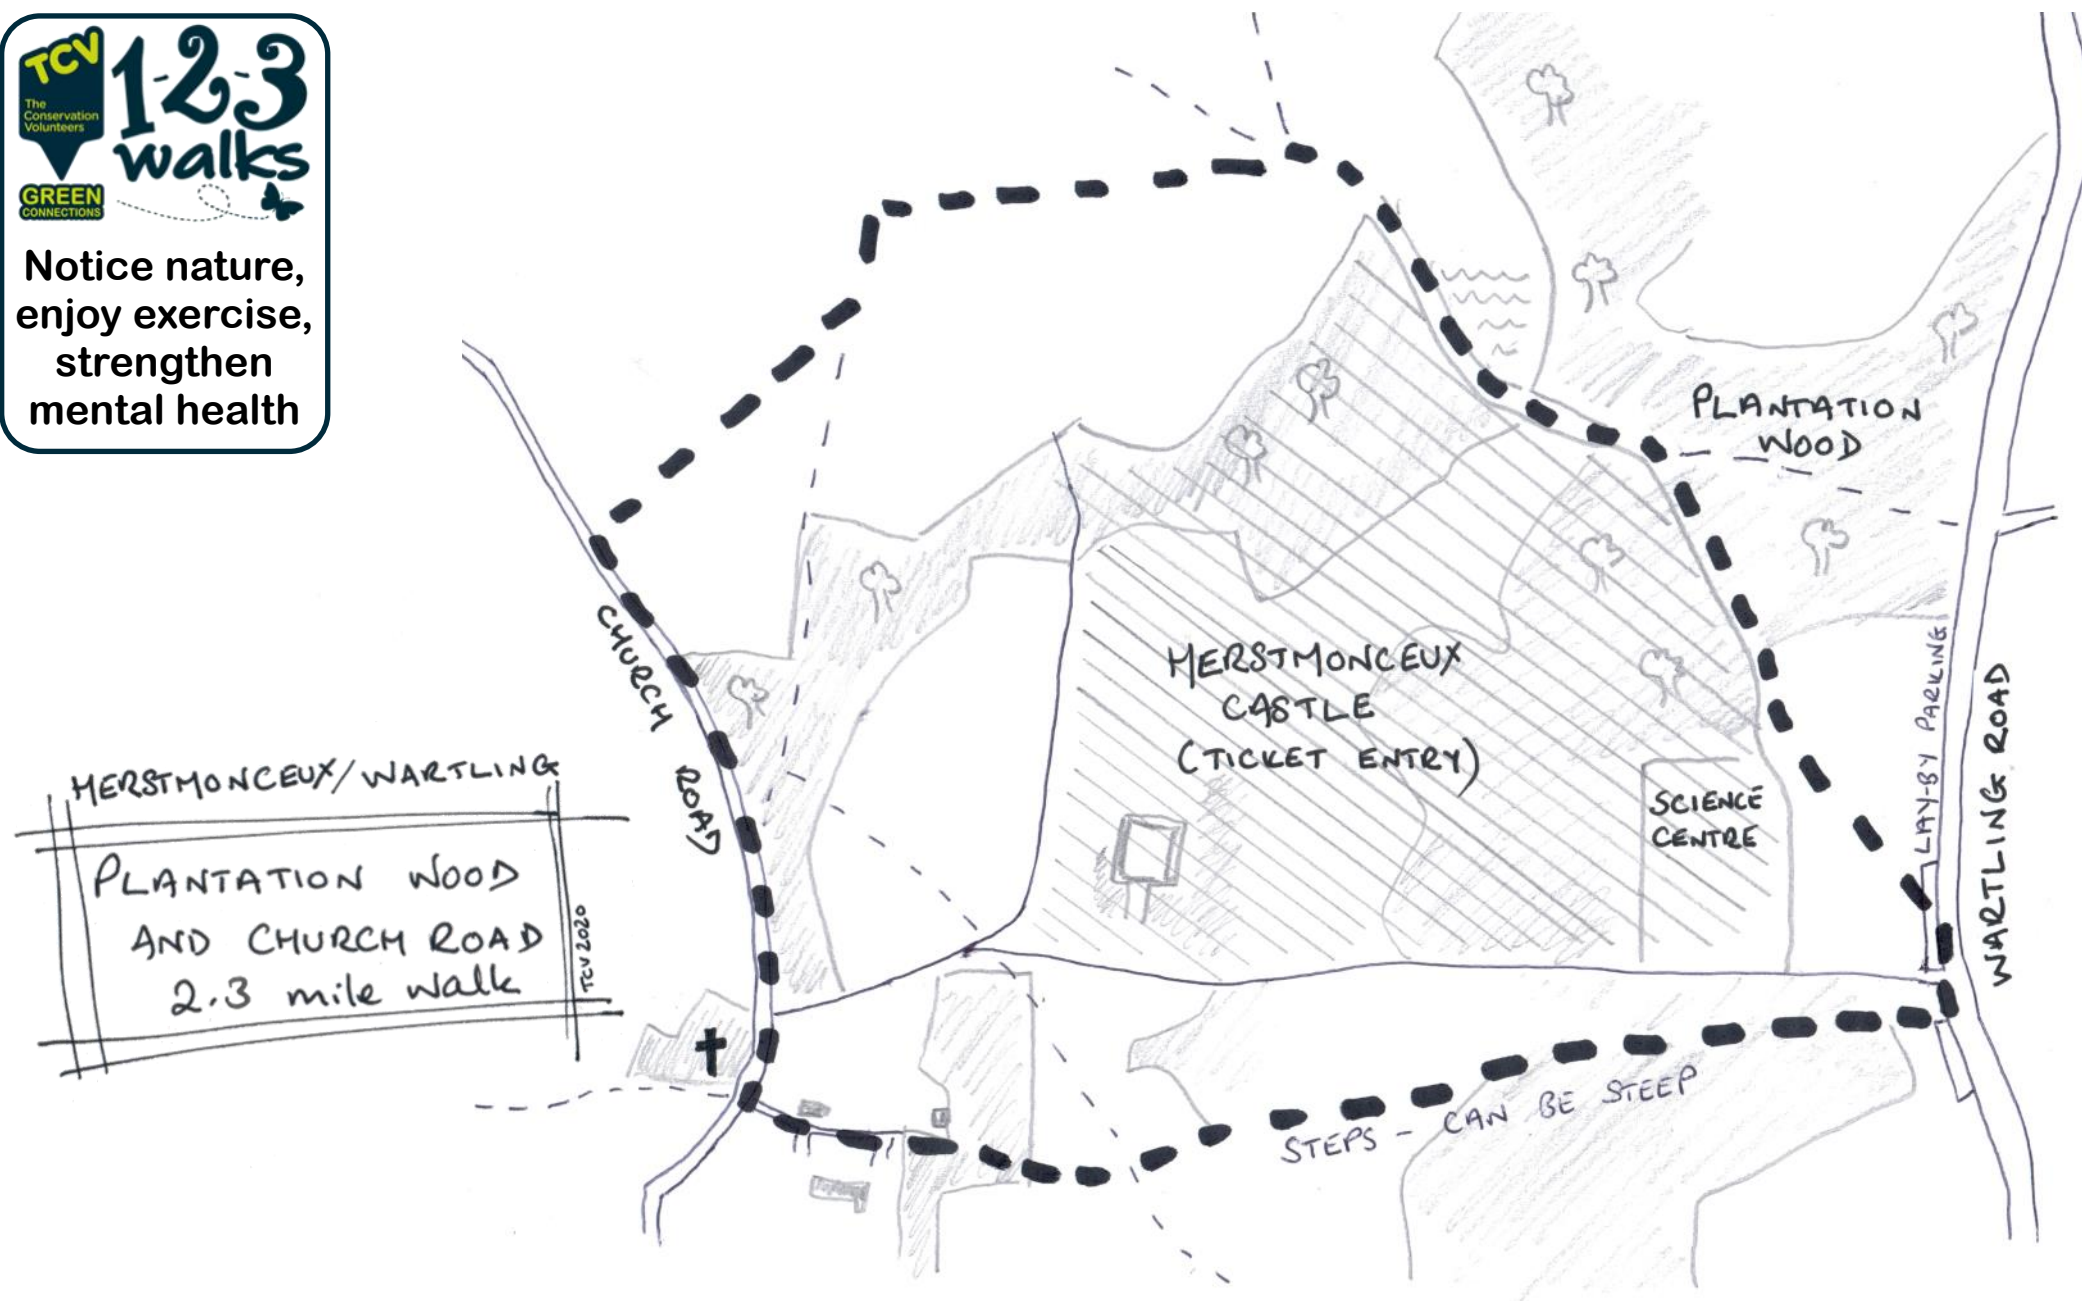 TCV
The
Conservation
Volunteers
GREEN
CONNECTIONS
1-2-3
walks
Notice nature,
enjoy exercise,
strengthen
mental health
PLANTATION
WOOD
CHURCH ROAD
HERSTMONCEUX
CASTLE
(TICKET ENTRY)
SCIENCE
CENTRE
LAY-BY PARKING
WARTLING ROAD
HERSTMONCEUX/WARTLING
PLANTATION WOOD
AND CHURCH ROAD
2.3 mile walk
TCV 2020
STEPS - CAN BE STEEP